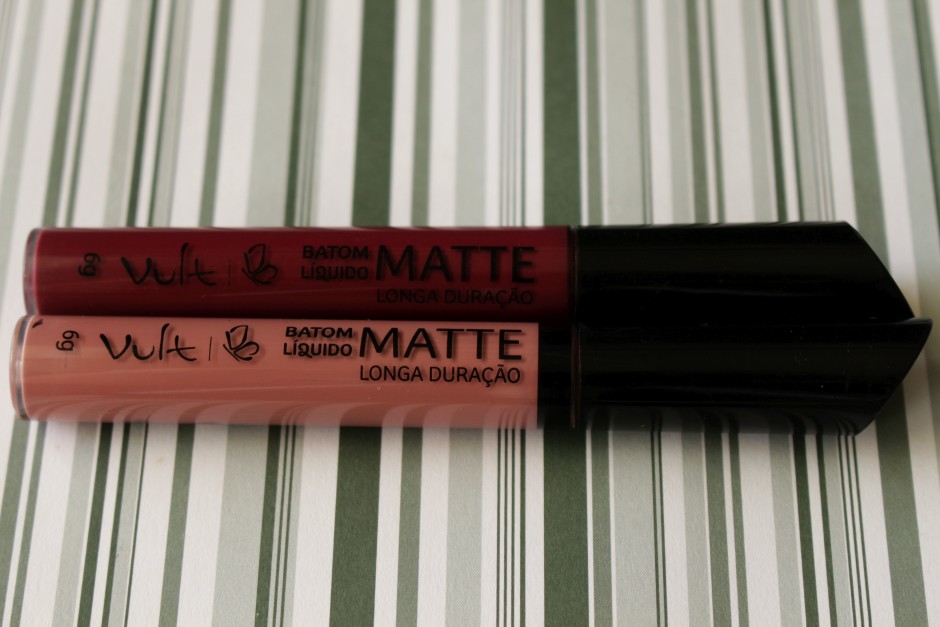 6g Vult BATOM LÍQUIDO MATTE
LONGA DURAÇÃO
6g Vult BATOM LÍQUIDO MATTE
LONGA DURAÇÃO